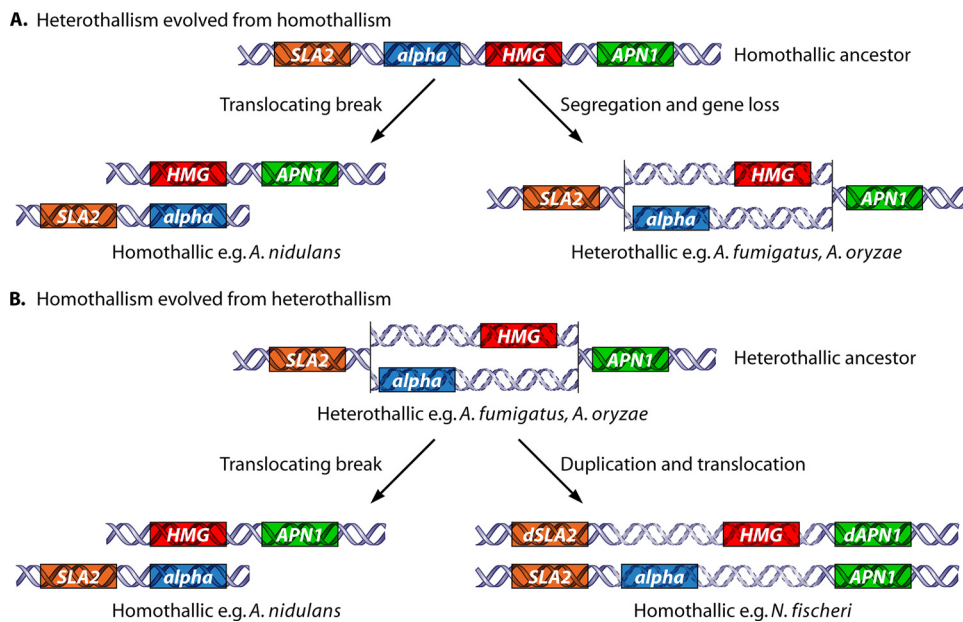 A. Heterothallism evolved from homothallism
SLA2 alpha HMG APN1 Homothallic ancestor
Translocating break Segregation and gene loss
HMG APN1
SLA2 alpha
Homothallic e.g. A. nidulans
HMG
SLA2 APN1
alpha
Heterothallic e.g. A. fumigatus, A. oryzae
B. Homothallism evolved from heterothallism
HMG
SLA2 APN1 Heterothallic ancestor
alpha
Heterothallic e.g. A. fumigatus, A. oryzae
Translocating break Duplication and translocation
HMG APN1
SLA2 alpha
Homothallic e.g. A. nidulans
dSLA2 HMG dAPN1
SLA2 alpha APN1
Homothallic e.g. N. fischeri